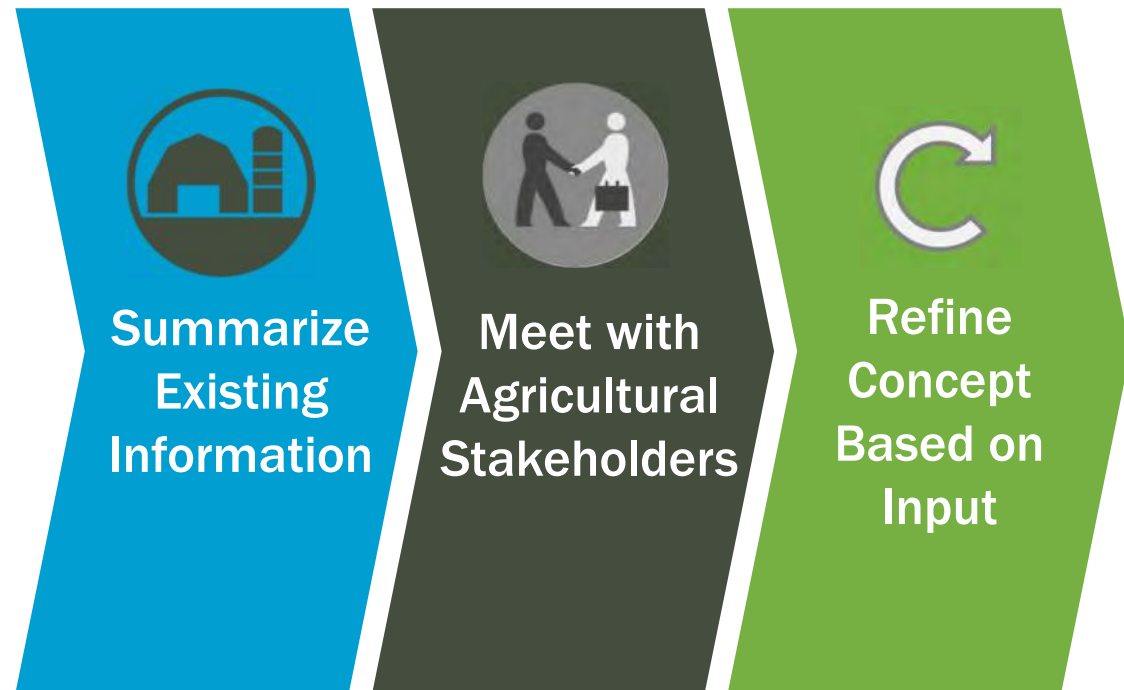 Summarize
Existing
Information
Meet with
Agricultural
Stakeholders
Refine
Concept
Based on
Input